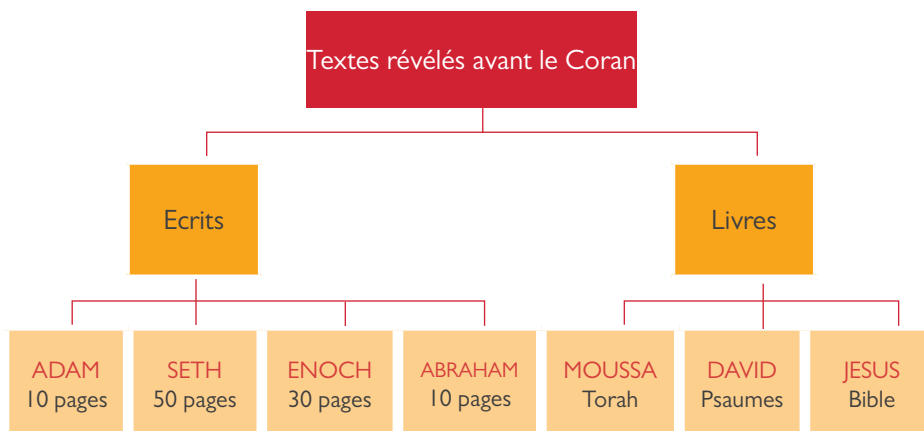 Textes révélés avant le Coran
Ecrits
Livres
ADAM
10 pages
SETH
50 pages
ENOCH
30 pages
ABRAHAM
10 pages
MOUSSA
Torah
DAVID
Psaumes
JESUS
Bible